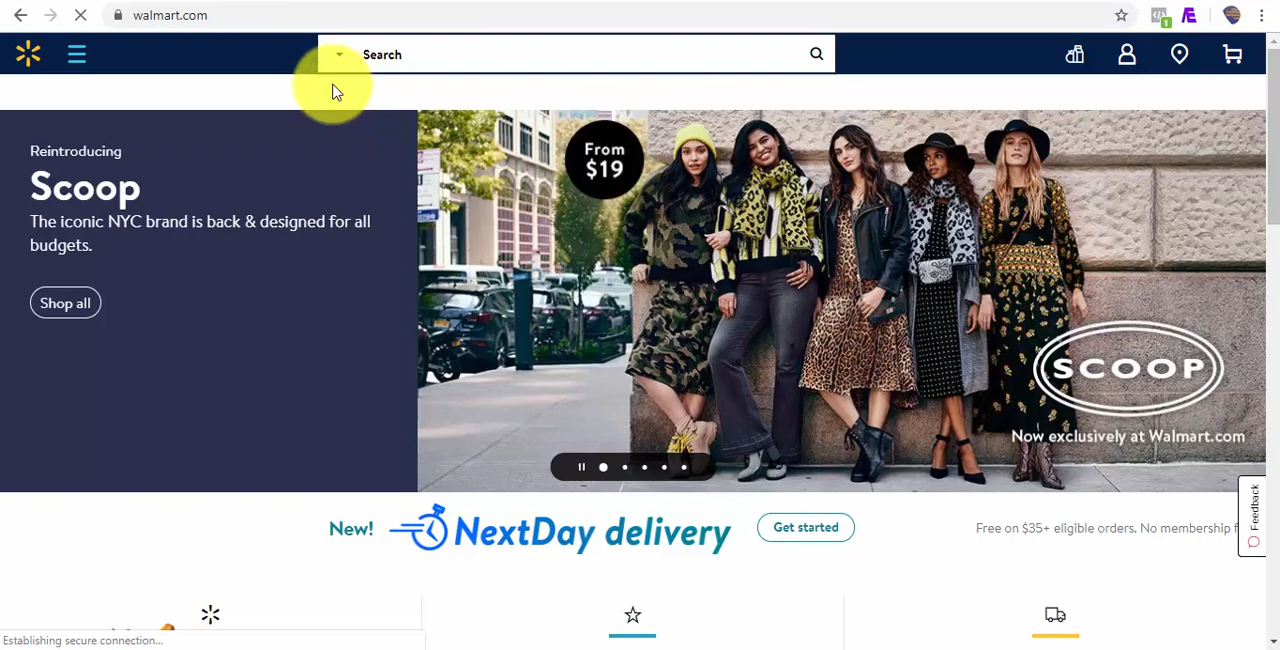 walmart.com
1
Search
Reintroducing
Scoop
The iconic NYC brand is back & designed for all
budgets.
Shop all
From
$19
SCOOP
Now exclusively at Walmart.com
Feedback
New! NextDay delivery Get started Free on $35+ eligible orders. No membership
Establishing secure connection...